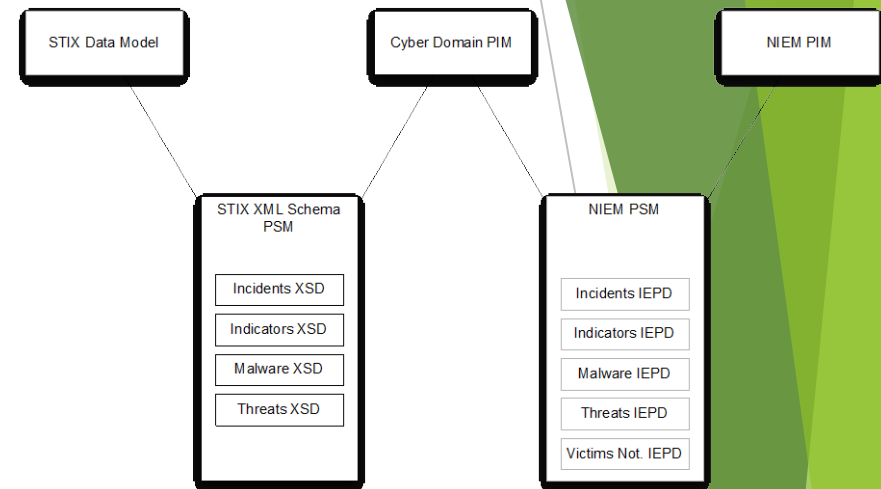 STIX Data Model
Cyber Domain PIM
NIEM PIM
STIX XML Schema
PSM
Incidents XSD
Indicators XSD
Malware XSD
Threats XSD
NIEM PSM
Incidents IEPD
Indicators IEPD
Malware IEPD
Threats IEPD
Victims Not. IEPD